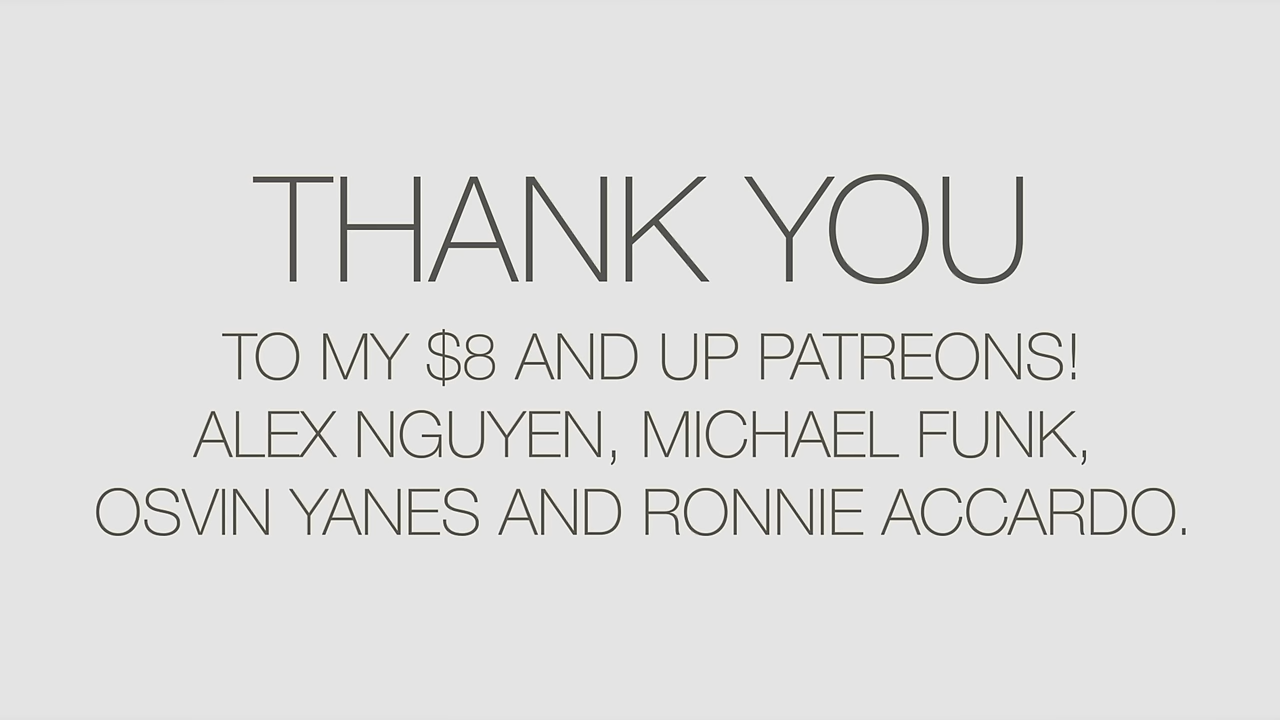 THANK YOU
TO MY $8 AND UP PATREONS!
ALEX NGUYEN, MICHAEL FUNK,
OSVIN YANES AND RONNIE ACCARDO.